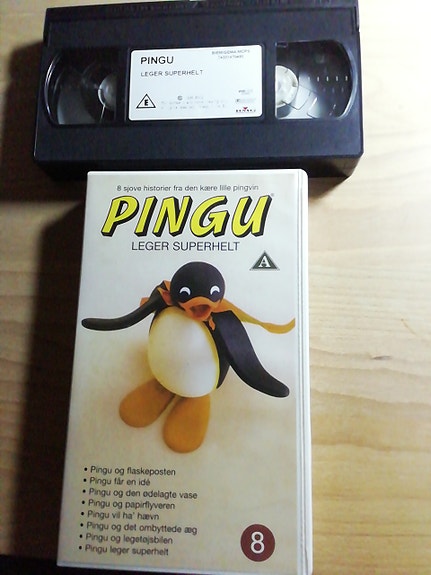 PINGU
LEGER SUPERHELT
E
8 sjove historier fra den kære lille pingvin
PINGU
LEGER SUPERHELT
A
• Pingu og flaskeposten
• Pingu får en idé
• Pingu og den ødelagte vase
• Pingu og papirflyveren
• Pingu vil ha' hævn
• Pingu og det ombyttede æg
• Pingu og legetøjsbilen
• Pingu leger superhelt
8